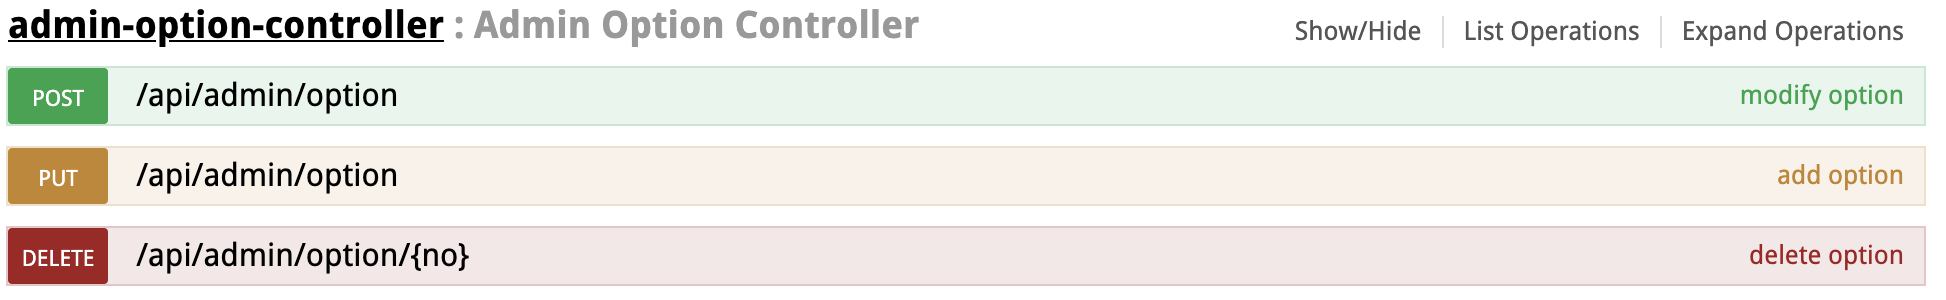 admin-option-controller : Admin Option Controller Show/Hide List Operations Expand Operations
POST /api/admin/option modify option
PUT /api/admin/option add option
DELETE /api/admin/option/{no} delete option